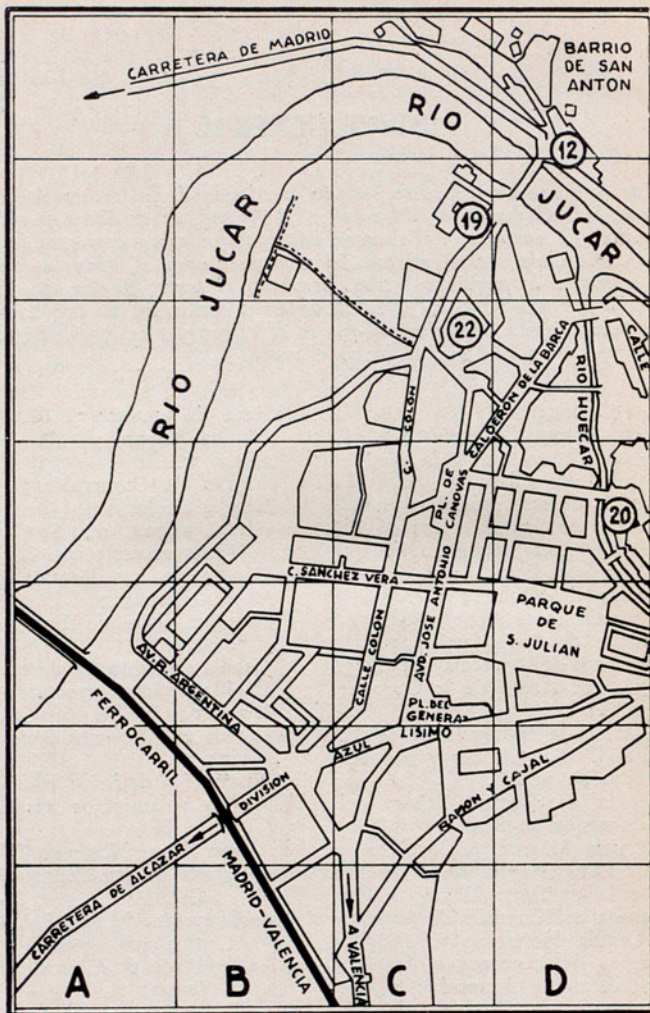 CARRETERA DE MADRID
BARRIO
DE SAN
ANTON
RIO
12
JUCAR
19
JUCAR
RIO
22
CALDERON DE LA BARCA
CALLE
RIO HUECAR
C. COLON
PL. DE
CANOVAS
20
C. SANCHEZ VERA
PARQUE
DE
S. JULIAN
AVD. JOSE ANTONIO
CALLE COLON
AV. R. ARGENTINA
PL. DEL
GENERA-
LISIMO
FERROCARRIL
AZUL
DIVISION
RAMON Y CAJAL
CARRETERA DE ALCAZAR
MADRID-VALENCIA
A VALENCIA
A
B
C
D